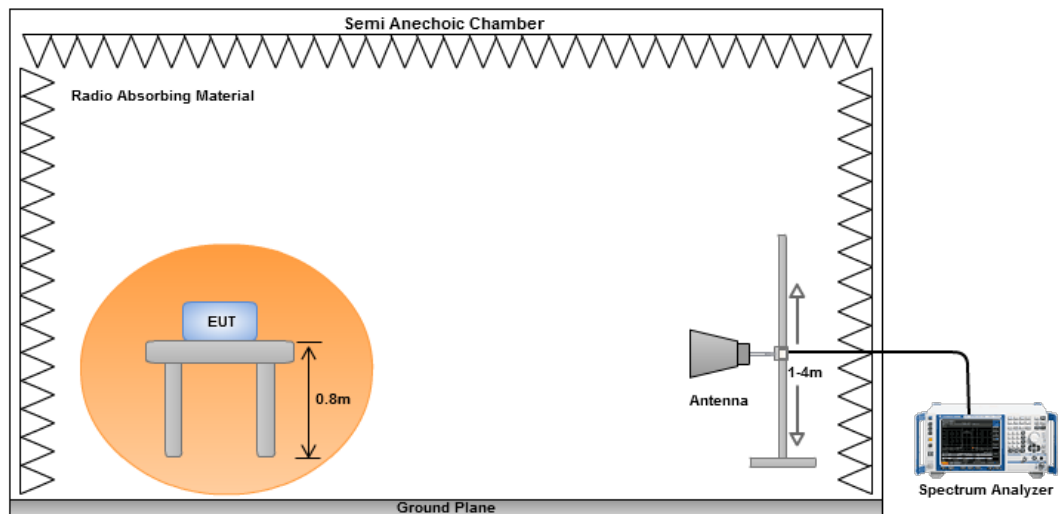 Semi Anechoic Chamber
Radio Absorbing Material
EUT
0.8m
1-4m
Antenna
Spectrum Analyzer
Ground Plane